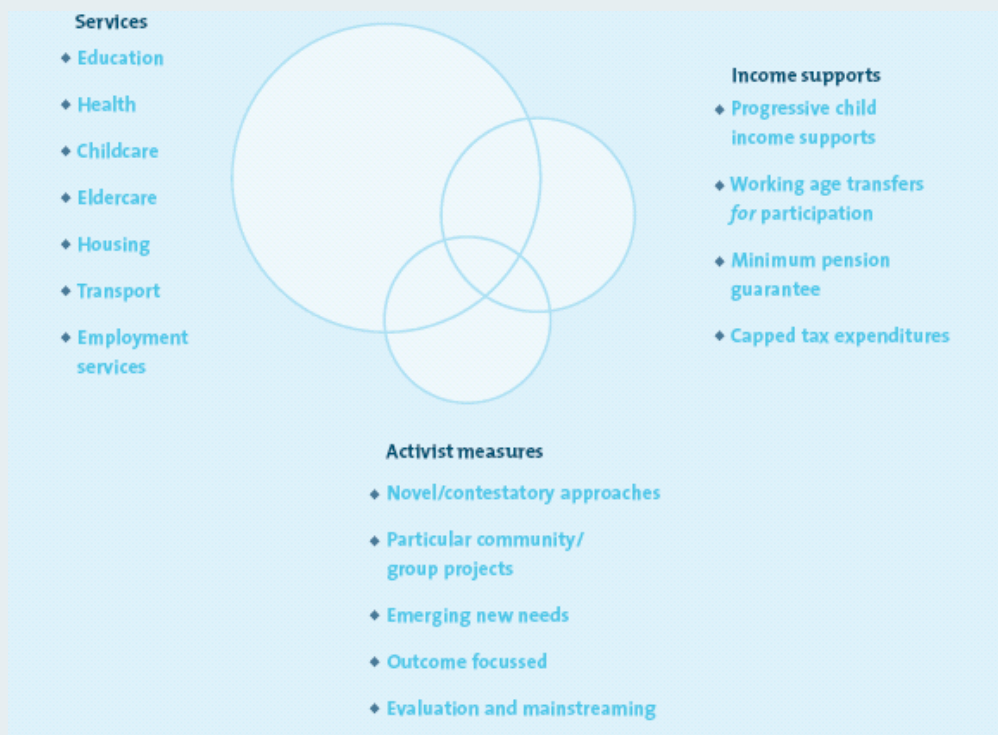 Services
◆ Education
◆ Health
◆ Childcare
◆ Eldercare
◆ Housing
◆ Transport
◆ Employment
services
Income supports
◆ Progressive child
income supports
◆ Working age transfers
for participation
◆ Minimum pension
guarantee
◆ Capped tax expenditures
Activist measures
◆ Novel/contestatory approaches
◆ Particular community/
group projects
◆ Emerging new needs
◆ Outcome focussed
◆ Evaluation and mainstreaming